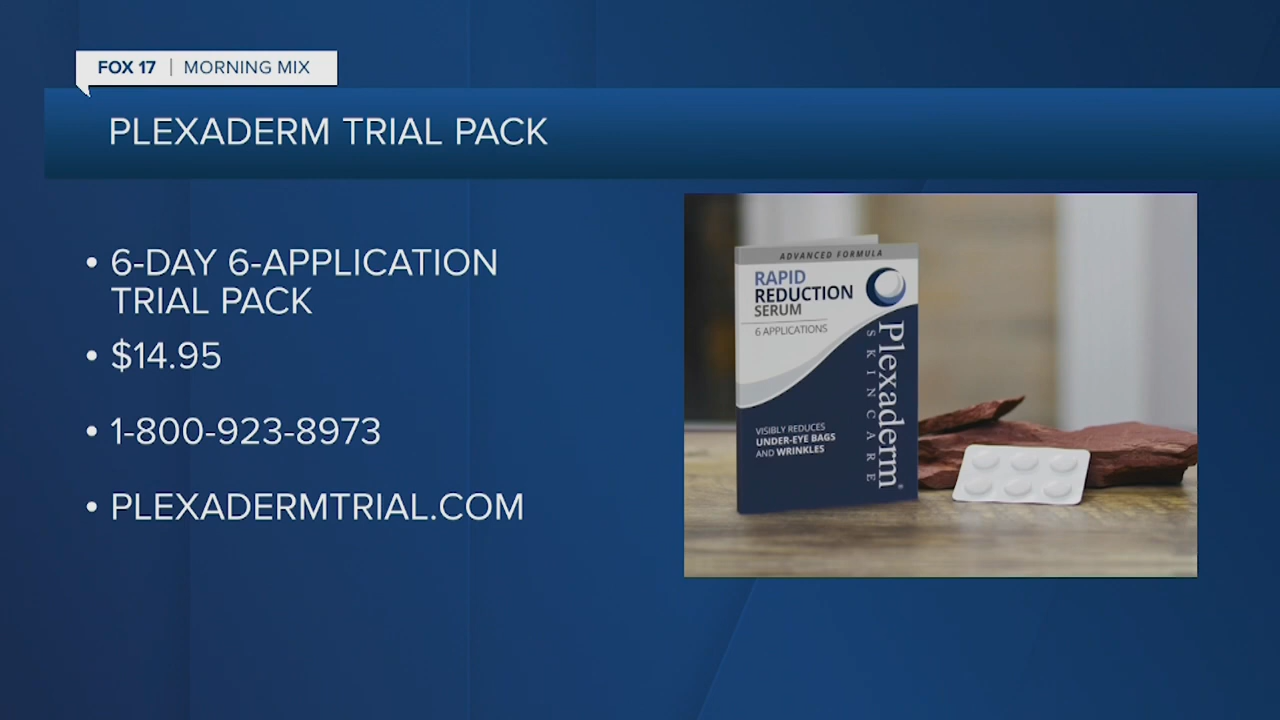 FOX 17 | MORNING MIX
PLEXADERM TRIAL PACK
• 6-DAY 6-APPLICATION
TRIAL PACK
• $14.95
• 1-800-923-8973
• PLEXADERMTRIAL.COM
ADVANCED FORMULA
RAPID
REDUCTION
SERUM
6 APPLICATIONS
Plexaderm®
SKINCARE
VISIBLY REDUCES
UNDER-EYE BAGS
AND WRINKLES